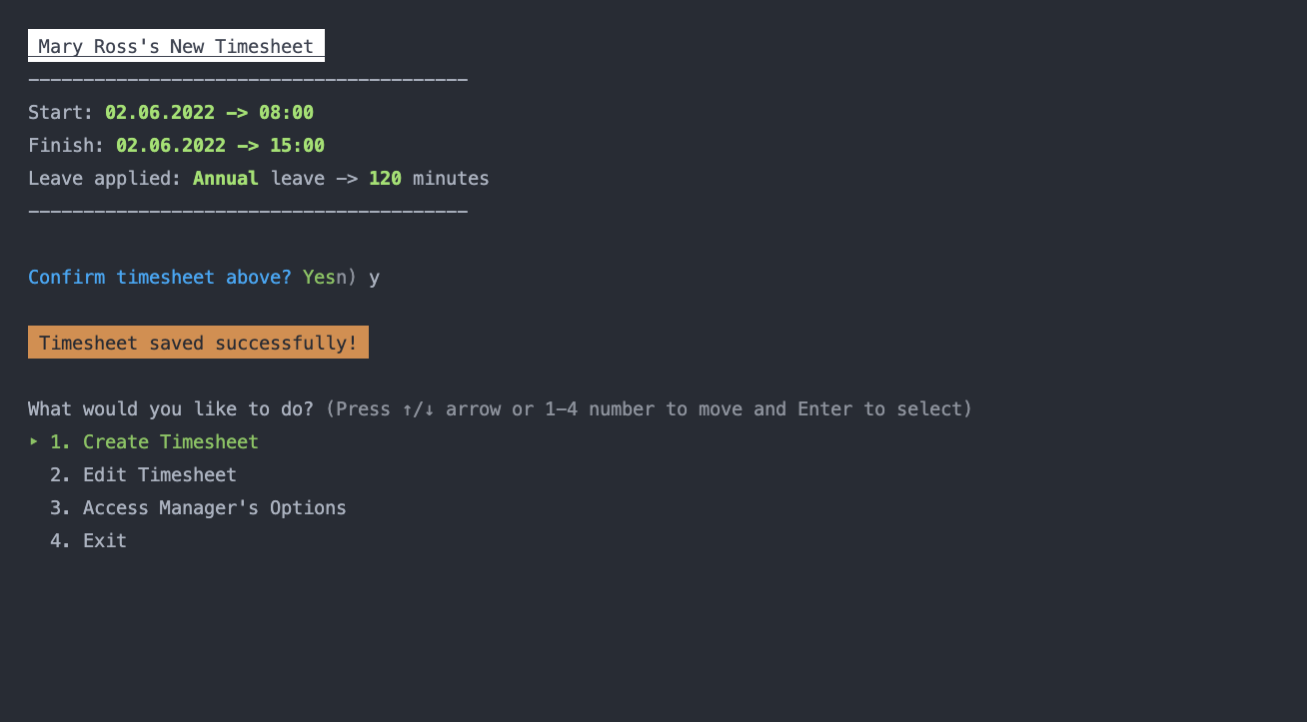 Mary Ross's New Timesheet
----------------------------------------
Start: 02.06.2022 -> 08:00
Finish: 02.06.2022 -> 15:00
Leave applied: Annual leave -> 120 minutes
----------------------------------------
Confirm timesheet above? Yesn) y
Timesheet saved successfully!
What would you like to do? (Press ↑/↓ arrow or 1-4 number to move and Enter to select)
‣ 1. Create Timesheet
2. Edit Timesheet
3. Access Manager's Options
4. Exit